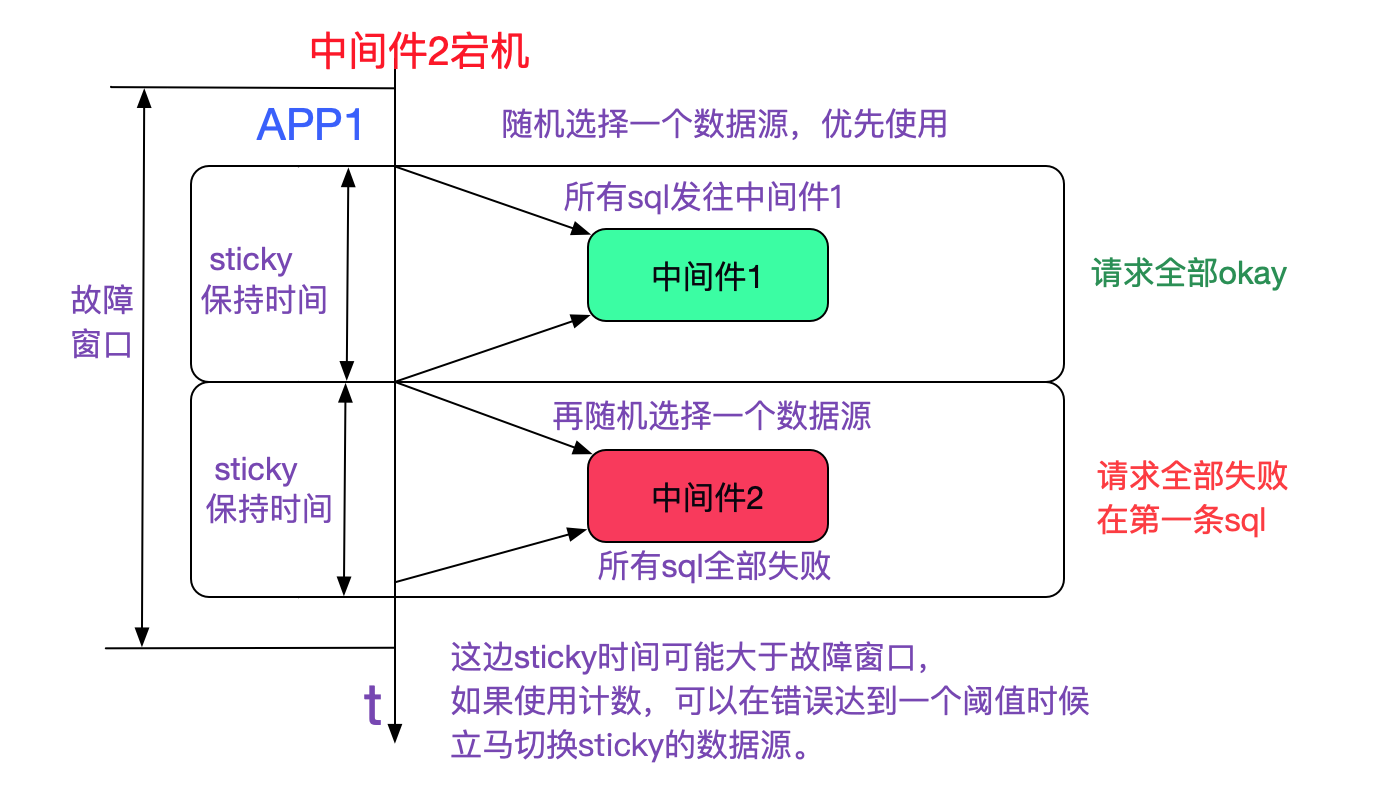 中间件2宕机
APP1
随机选择一个数据源，优先使用
所有sql发往中间件1
sticky
保持时间
中间件1
请求全部okay
故障
窗口
再随机选择一个数据源
sticky
保持时间
中间件2
请求全部失败
在第一条sql
所有sql全部失败
这边sticky时间可能大于故障窗口，
如果使用计数，可以在错误达到一个阈值时候
立马切换sticky的数据源。
t